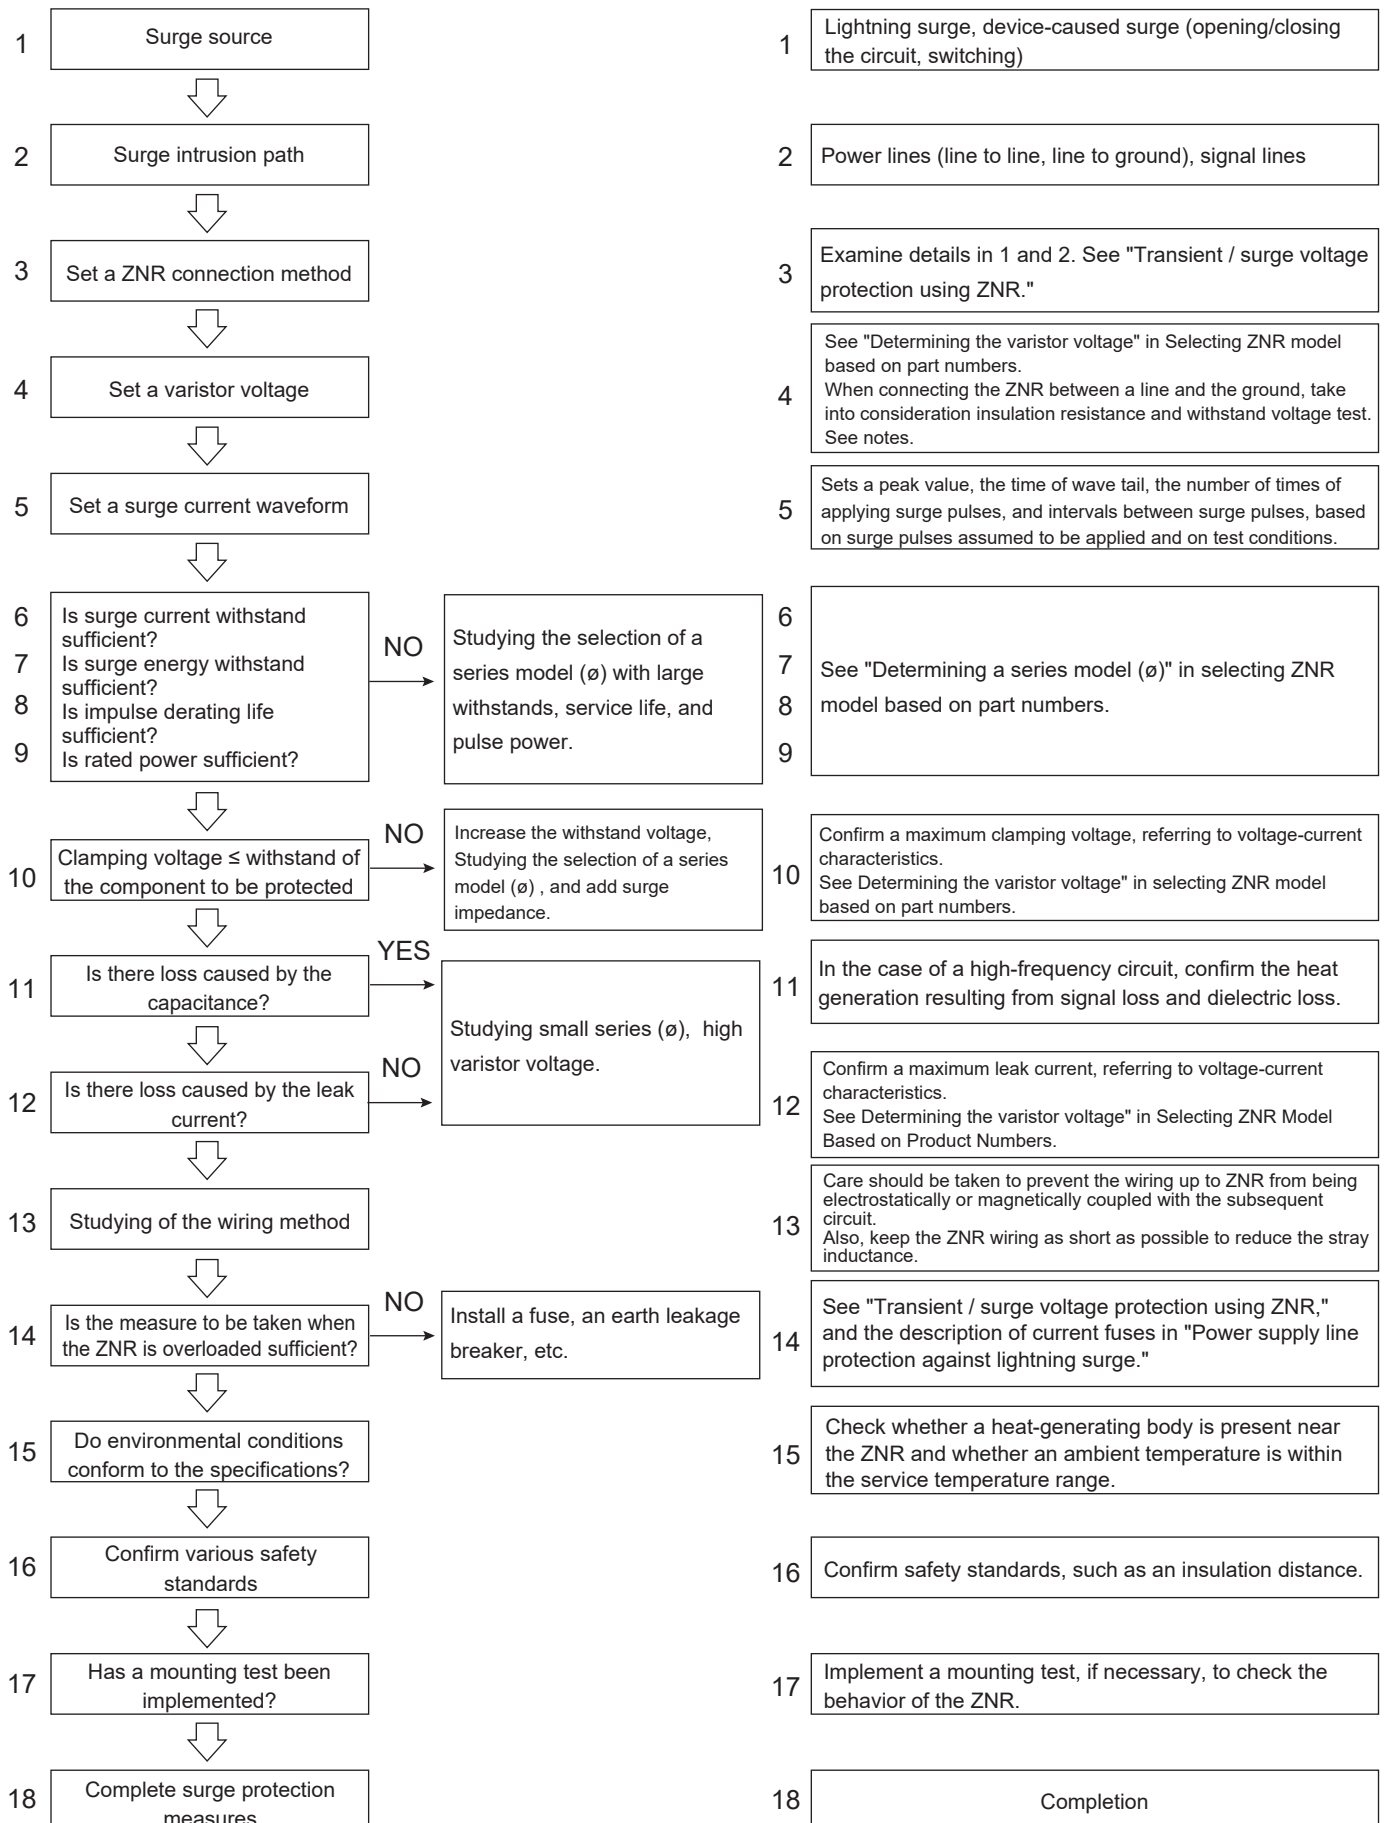 1
Surge source
1
Lightning surge, device-caused surge (opening/closing
the circuit, switching)
2
Surge intrusion path
2
Power lines (line to line, line to ground), signal lines
3
Set a ZNR connection method
3
Examine details in 1 and 2. See "Transient / surge voltage
protection using ZNR."
4
Set a varistor voltage
4
See "Determining the varistor voltage" in Selecting ZNR model
based on part numbers.
When connecting the ZNR between a line and the ground, take
into consideration insulation resistance and withstand voltage test.
See notes.
5
Set a surge current waveform
5
Sets a peak value, the time of wave tail, the number of times of
applying surge pulses, and intervals between surge pulses, based
on surge pulses assumed to be applied and on test conditions.
6
7
8
9
Is surge current withstand
sufficient?
Is surge energy withstand
sufficient?
Is impulse derating life
sufficient?
Is rated power sufficient?
NO
Studying the selection of a
series model (ø) with large
withstands, service life, and
pulse power.
6
7
8
9
See "Determining a series model (ø)" in selecting ZNR
model based on part numbers.
10
Clamping voltage ≤ withstand of
the component to be protected
NO
Increase the withstand voltage,
Studying the selection of a series
model (ø) , and add surge
impedance.
10
Confirm a maximum clamping voltage, referring to voltage-current
characteristics.
See Determining the varistor voltage" in selecting ZNR model
based on part numbers.
11
Is there loss caused by the
capacitance?
YES
Studying small series (ø), high
varistor voltage.
11
In the case of a high-frequency circuit, confirm the heat
generation resulting from signal loss and dielectric loss.
12
Is there loss caused by the leak
current?
NO
12
Confirm a maximum leak current, referring to voltage-current
characteristics.
See Determining the varistor voltage" in Selecting ZNR Model
Based on Product Numbers.
13
Studying of the wiring method
13
Care should be taken to prevent the wiring up to ZNR from being
electrostatically or magnetically coupled with the subsequent
circuit.
Also, keep the ZNR wiring as short as possible to reduce the stray
inductance.
14
Is the measure to be taken when
the ZNR is overloaded sufficient?
NO
Install a fuse, an earth leakage
breaker, etc.
14
See "Transient / surge voltage protection using ZNR,"
and the description of current fuses in "Power supply line
protection against lightning surge."
15
Do environmental conditions
conform to the specifications?
15
Check whether a heat-generating body is present near
the ZNR and whether an ambient temperature is within
the service temperature range.
16
Confirm various safety
standards
16
Confirm safety standards, such as an insulation distance.
17
Has a mounting test been
implemented?
17
Implement a mounting test, if necessary, to check the
behavior of the ZNR.
18
Complete surge protection
measures
18
Completion